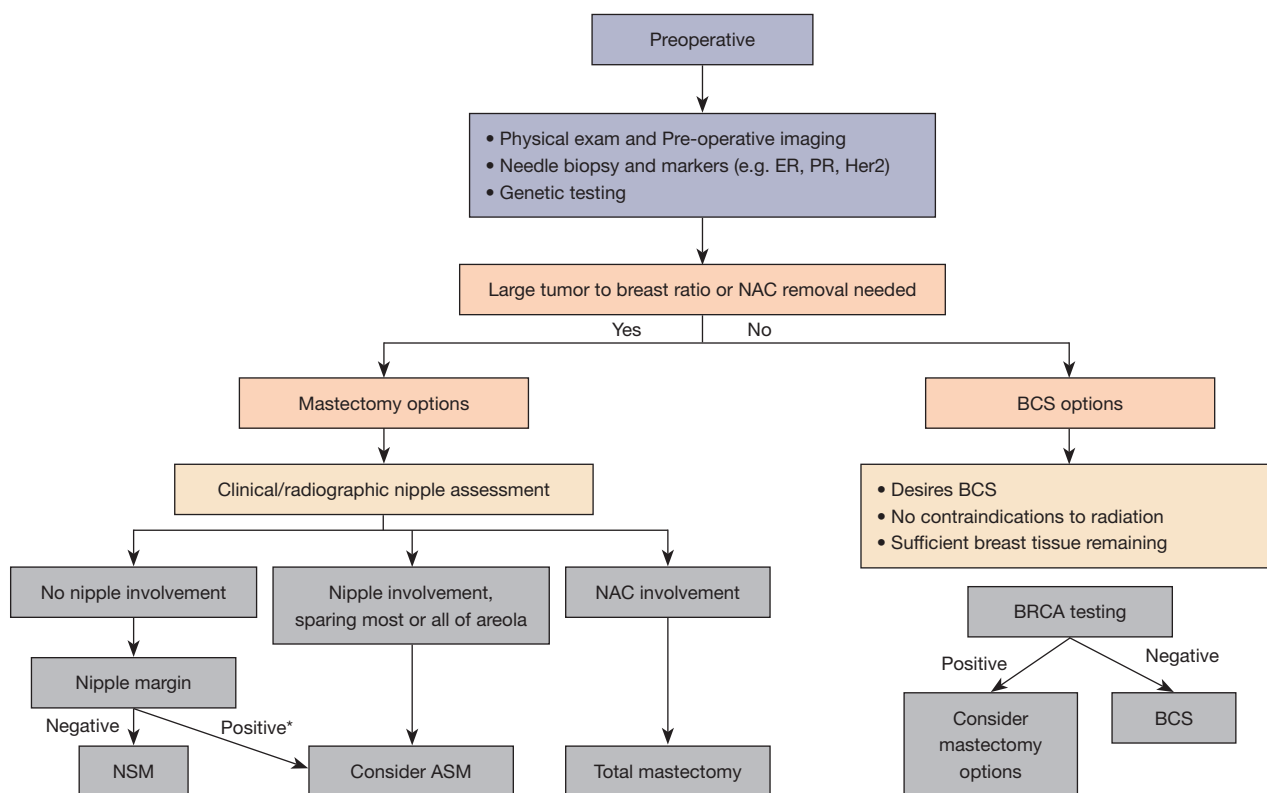 Preoperative
• Physical exam and Pre-operative imaging
• Needle biopsy and markers (e.g. ER, PR, Her2)
• Genetic testing
Large tumor to breast ratio or NAC removal needed
Yes
No
Mastectomy options
BCS options
Clinical/radiographic nipple assessment
• Desires BCS
• No contraindications to radiation
• Sufficient breast tissue remaining
No nipple involvement
Nipple involvement,
sparing most or all of areola
NAC involvement
BRCA testing
Nipple margin
Positive
Negative
Negative
Positive*
Consider
mastectomy
options
BCS
NSM
Consider ASM
Total mastectomy